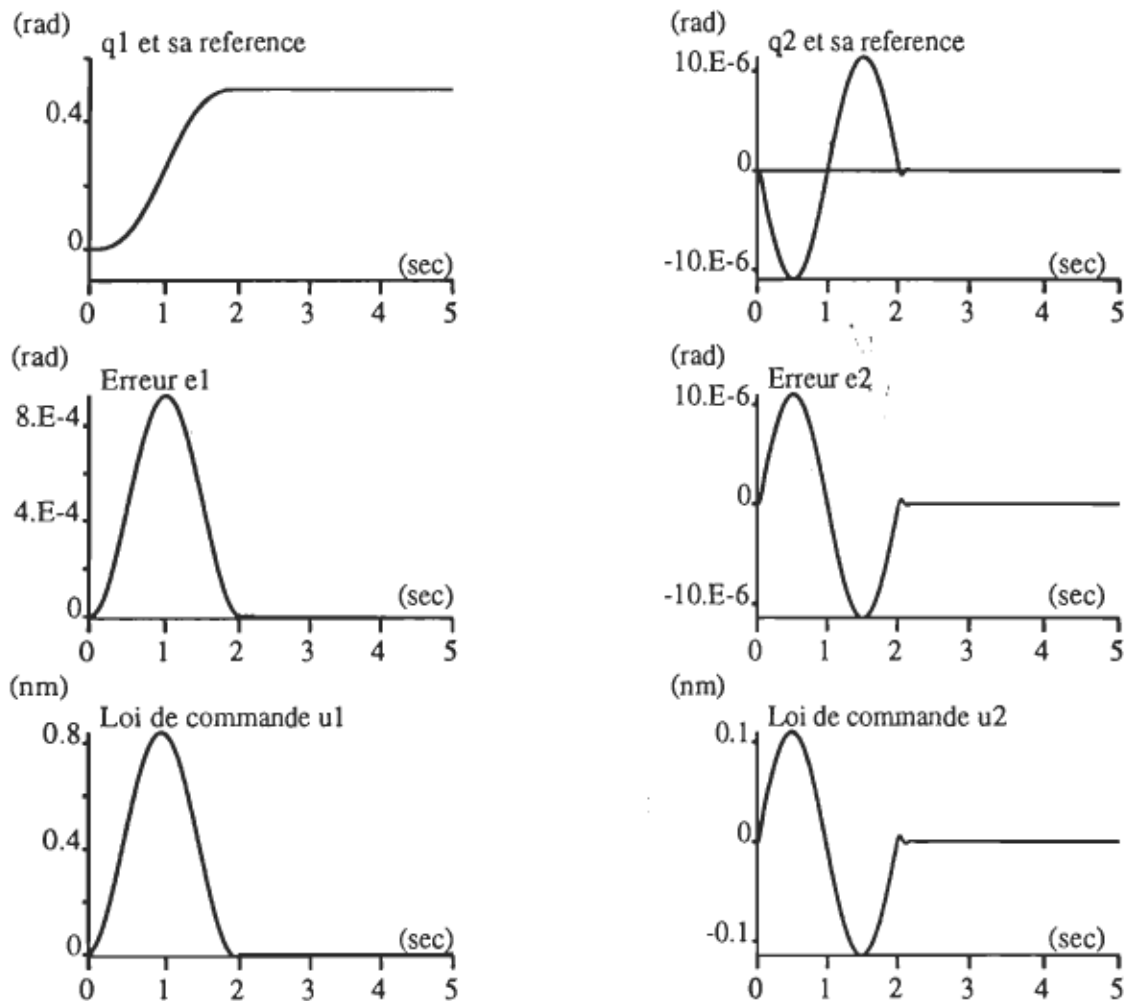 (rad)
q1 et sa reference
0.4
0
(sec)
0 1 2 3 4 5
(rad)
q2 et sa reference
10.E-6
0
-10.E-6
(sec)
0 1 2 3 4 5
(rad)
Erreur e1
8.E-4
4.E-4
0
(sec)
0 1 2 3 4 5
(rad)
Erreur e2
10.E-6
0
-10.E-6
(sec)
0 1 2 3 4 5
(nm)
Loi de commande u1
0.8
0.4
0
(sec)
0 1 2 3 4 5
(nm)
Loi de commande u2
0.1
0
-0.1
(sec)
0 1 2 3 4 5